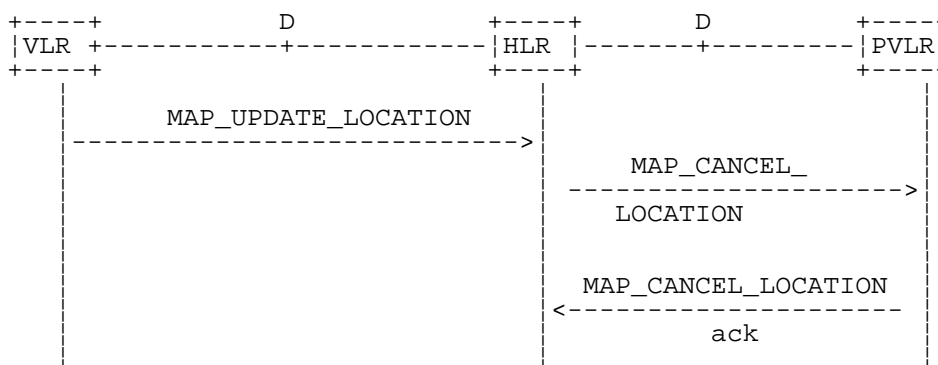 D D
VLR HLR PVLR
MAP_UPDATE_LOCATION
MAP_CANCEL_
LOCATION
MAP_CANCEL_LOCATION
ack